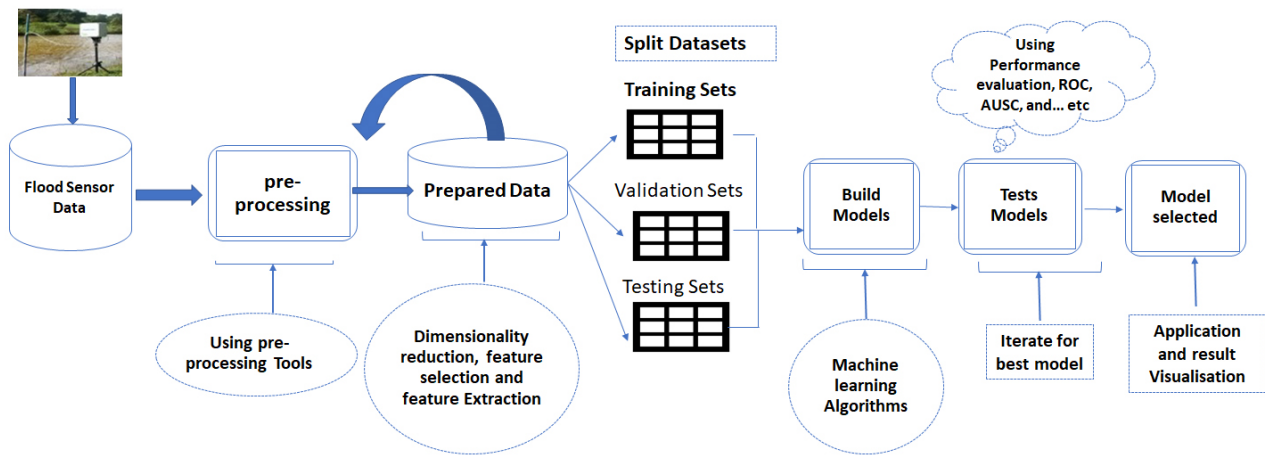 Flood Sensor
Data
pre-
processing
Using pre-
processing Tools
Prepared Data
Dimensionality
reduction, feature
selection and
feature Extraction
Split Datasets
Training Sets
Validation Sets
Testing Sets
Build
Models
Machine
learning
Algorithms
Using
Performance
evaluation, ROC,
AUSC, and... etc
Tests
Models
Iterate for
best model
Model
selected
Application
and result
Visualisation